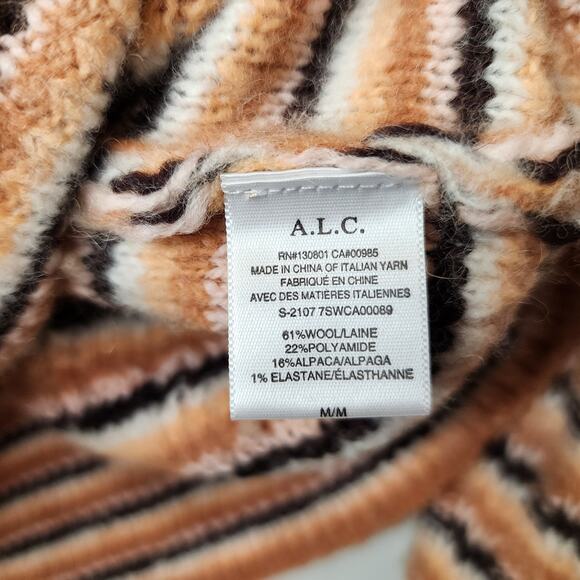 A.L.C.
RN#130801 CA#00985
MADE IN CHINA OF ITALIAN YARN
FABRIQUÉ EN CHINE
AVEC DES MATIÈRES ITALIENNES
S-2107 7SWCA00089
61%WOOL/LAINE
22%POLYAMIDE
16%ALPACA/ALPAGA
1% ELASTANE/ÉLASTHANNE
M/M